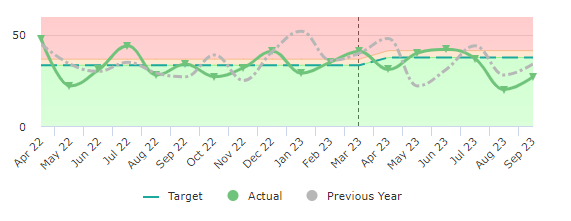 50
0
Apr 22
May 22
Jun 22
Jul 22
Aug 22
Sep 22
Oct 22
Nov 22
Dec 22
Jan 23
Feb 23
Mar 23
Apr 23
May 23
Jun 23
Jul 23
Aug 23
Sep 23
Target Actual Previous Year